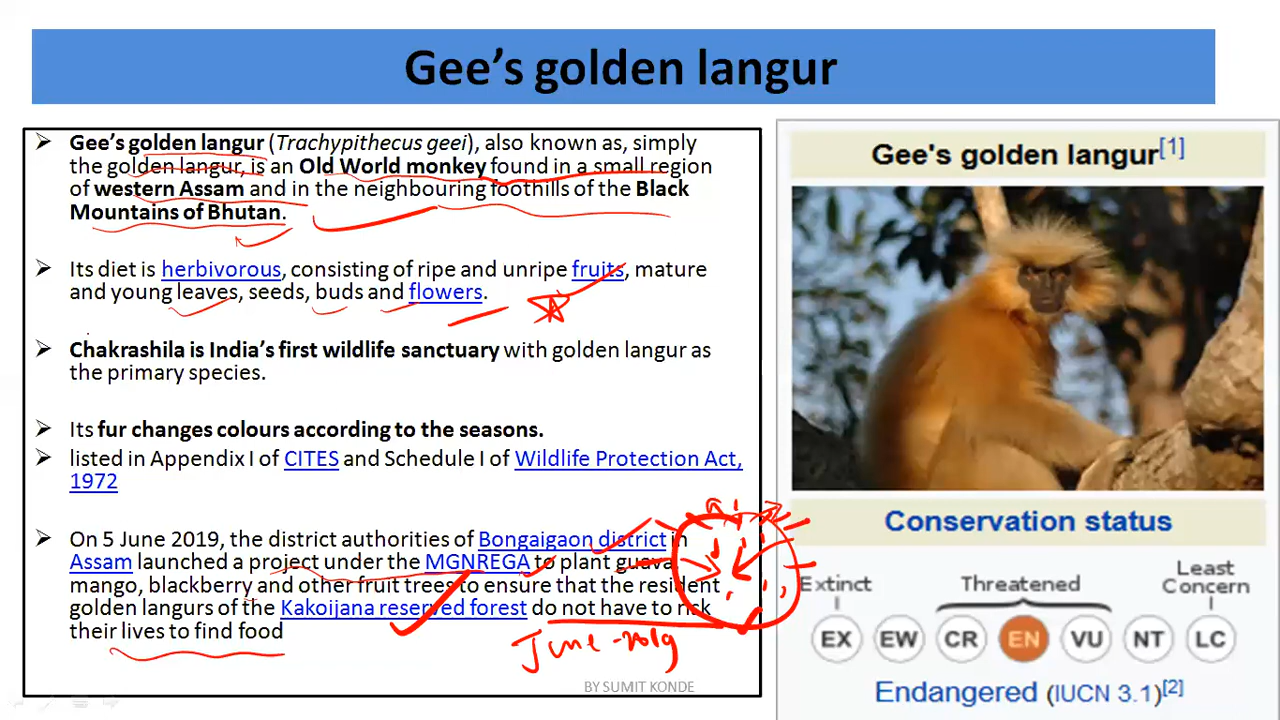 Gee's golden langur
➢ Gee's golden langur (Trachypithecus geei), also known as, simply
the golden langur, is an Old World monkey found in a small region
of western Assam and in the neighbouring foothills of the Black
Mountains of Bhutan.
➢ Its diet is herbivorous, consisting of ripe and unripe fruits, mature
and young leaves, seeds, buds and flowers.
➢ Chakrashila is India's first wildlife sanctuary with golden langur as
the primary species.
➢ Its fur changes colours according to the seasons.
➢ listed in Appendix I of CITES and Schedule I of Wildlife Protection Act,
1972
➢ On 5 June 2019, the district authorities of Bongaigaon district in
Assam launched a project under the MGNREGA to plant guava,
mango, blackberry and other fruit trees to ensure that the resident
golden langurs of the Kakoijana reserved forest do not have to risk
their lives to find food
June-2019
BY SUMIT KONDE
Gee's golden langur[1]
Conservation status
Extinct Threatened Least
Concern
EX EW CR EN VU NT LC
Endangered (IUCN 3.1)[2]